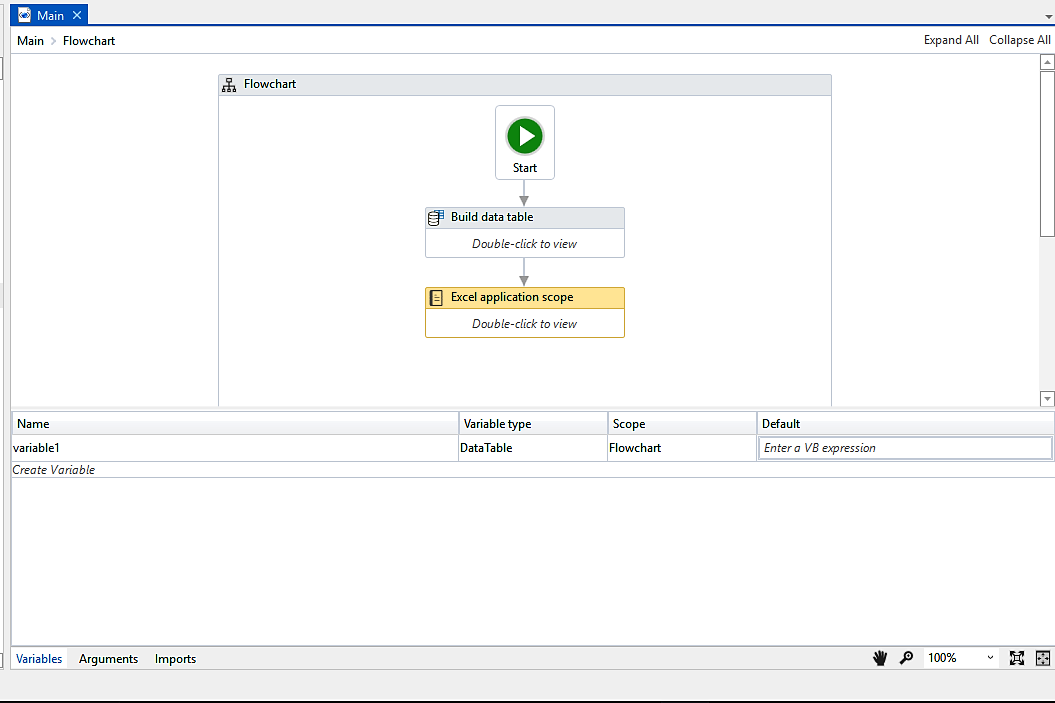 Main
Main > Flowchart Expand All Collapse All
Flowchart
Start
Build data table
Double-click to view
Excel application scope
Double-click to view
Name Variable type Scope Default
variable1 DataTable Flowchart Enter a VB expression
Create Variable
Variables Arguments Imports 100%